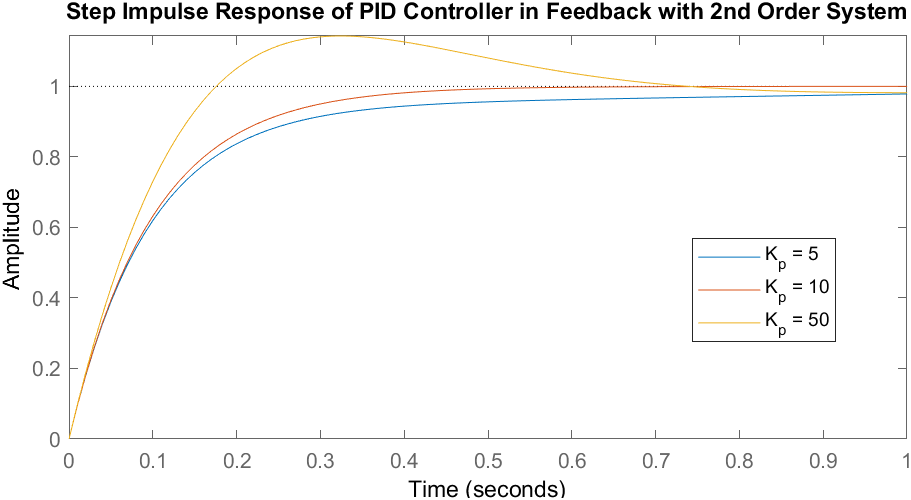 Step Impulse Response of PID Controller in Feedback with 2nd Order System
Amplitude
1
0.8
0.6
0.4
0.2
0
Kp = 5
Kp = 10
Kp = 50
0 0.1 0.2 0.3 0.4 0.5 0.6 0.7 0.8 0.9 1
Time (seconds)